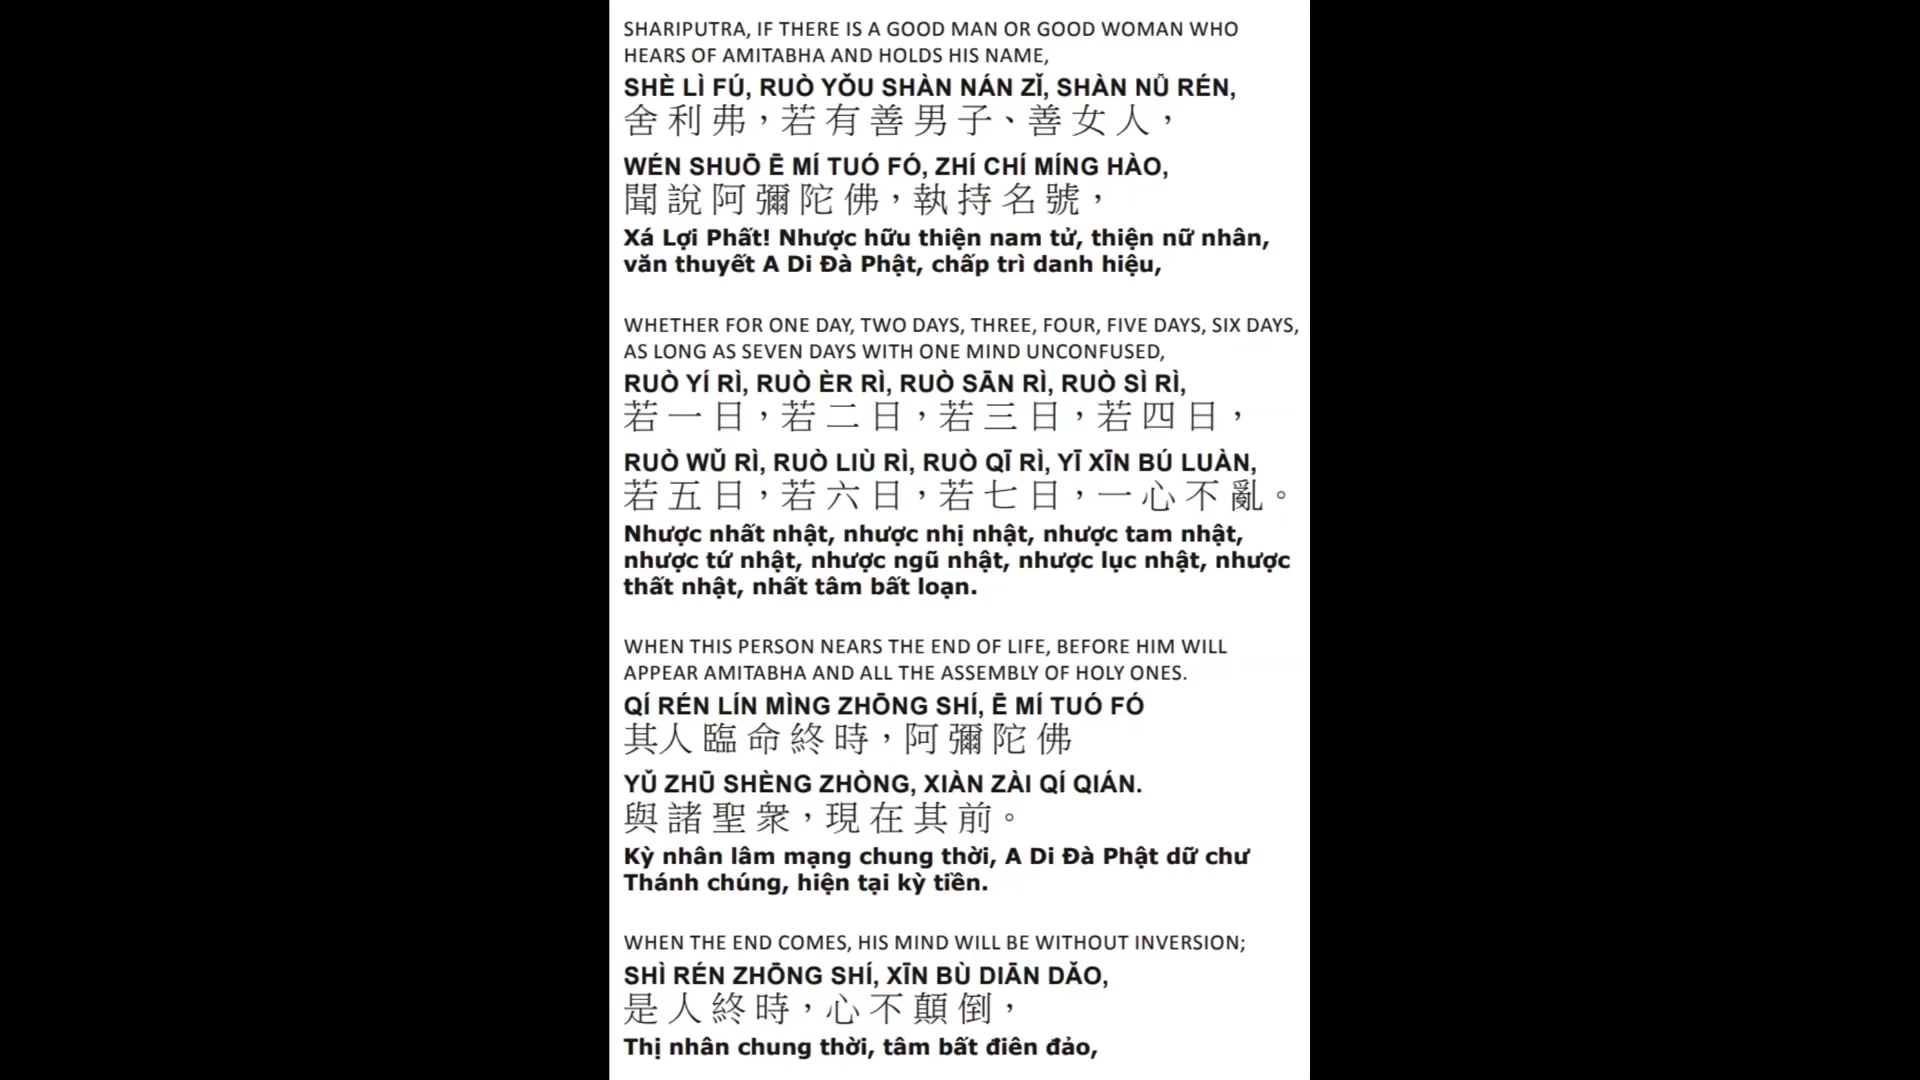 SHARIPUTRA, IF THERE IS A GOOD MAN OR GOOD WOMAN WHO
HEARS OF AMITABHA AND HOLDS HIS NAME,
SHÈ LÌ FÚ, RUÒ YǑU SHÀN NÁN ZǏ, SHÀN NǙ RÉN,
舍利弗，若有善男子、善女人，
WÉN SHUŌ Ē MÍ TUÓ FÓ, ZHÍ CHÍ MÍNG HÀO,
聞說阿彌陀佛，執持名號，
Xá Lợi Phất! Nhược hữu thiện nam tử, thiện nữ nhân,
văn thuyết A Di Đà Phật, chấp trì danh hiệu,
WHETHER FOR ONE DAY, TWO DAYS, THREE, FOUR, FIVE DAYS, SIX DAYS,
AS LONG AS SEVEN DAYS WITH ONE MIND UNCONFUSED,
RUÒ YÍ RÌ, RUÒ ÈR RÌ, RUÒ SĀN RÌ, RUÒ SÌ RÌ,
若一日，若二日，若三日，若四日，
RUÒ WǓ RÌ, RUÒ LIÙ RÌ, RUÒ QĪ RÌ, YĪ XĪN BÚ LUÀN,
若五日，若六日，若七日，一心不亂。
Nhược nhất nhật, nhược nhị nhật, nhược tam nhật,
nhược tứ nhật, nhược ngũ nhật, nhược lục nhật, nhược
thất nhật, nhất tâm bất loạn.
WHEN THIS PERSON NEARS THE END OF LIFE, BEFORE HIM WILL
APPEAR AMITABHA AND ALL THE ASSEMBLY OF HOLY ONES.
QÍ RÉN LÍN MÌNG ZHŌNG SHÍ, Ē MÍ TUÓ FÓ
其人臨命終時，阿彌陀佛
YǓ ZHŪ SHÈNG ZHÒNG, XIÀN ZÀI QÍ QIÁN.
與諸聖衆，現在其前。
Kỳ nhân lâm mạng chung thời, A Di Đà Phật dữ chư
Thánh chúng, hiện tại kỳ tiền.
WHEN THE END COMES, HIS MIND WILL BE WITHOUT INVERSION;
SHÌ RÉN ZHŌNG SHÍ, XĪN BÙ DIĀN DǍO,
是人終時，心不顛倒，
Thị nhân chung thời, tâm bất điên đảo,